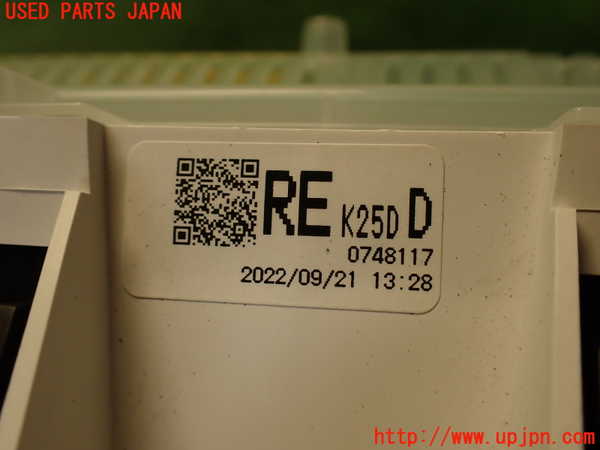 USED PARTS JAPAN
RE K25D D
0748117
2022/09/21 13:28
http://www.upjpn.com/